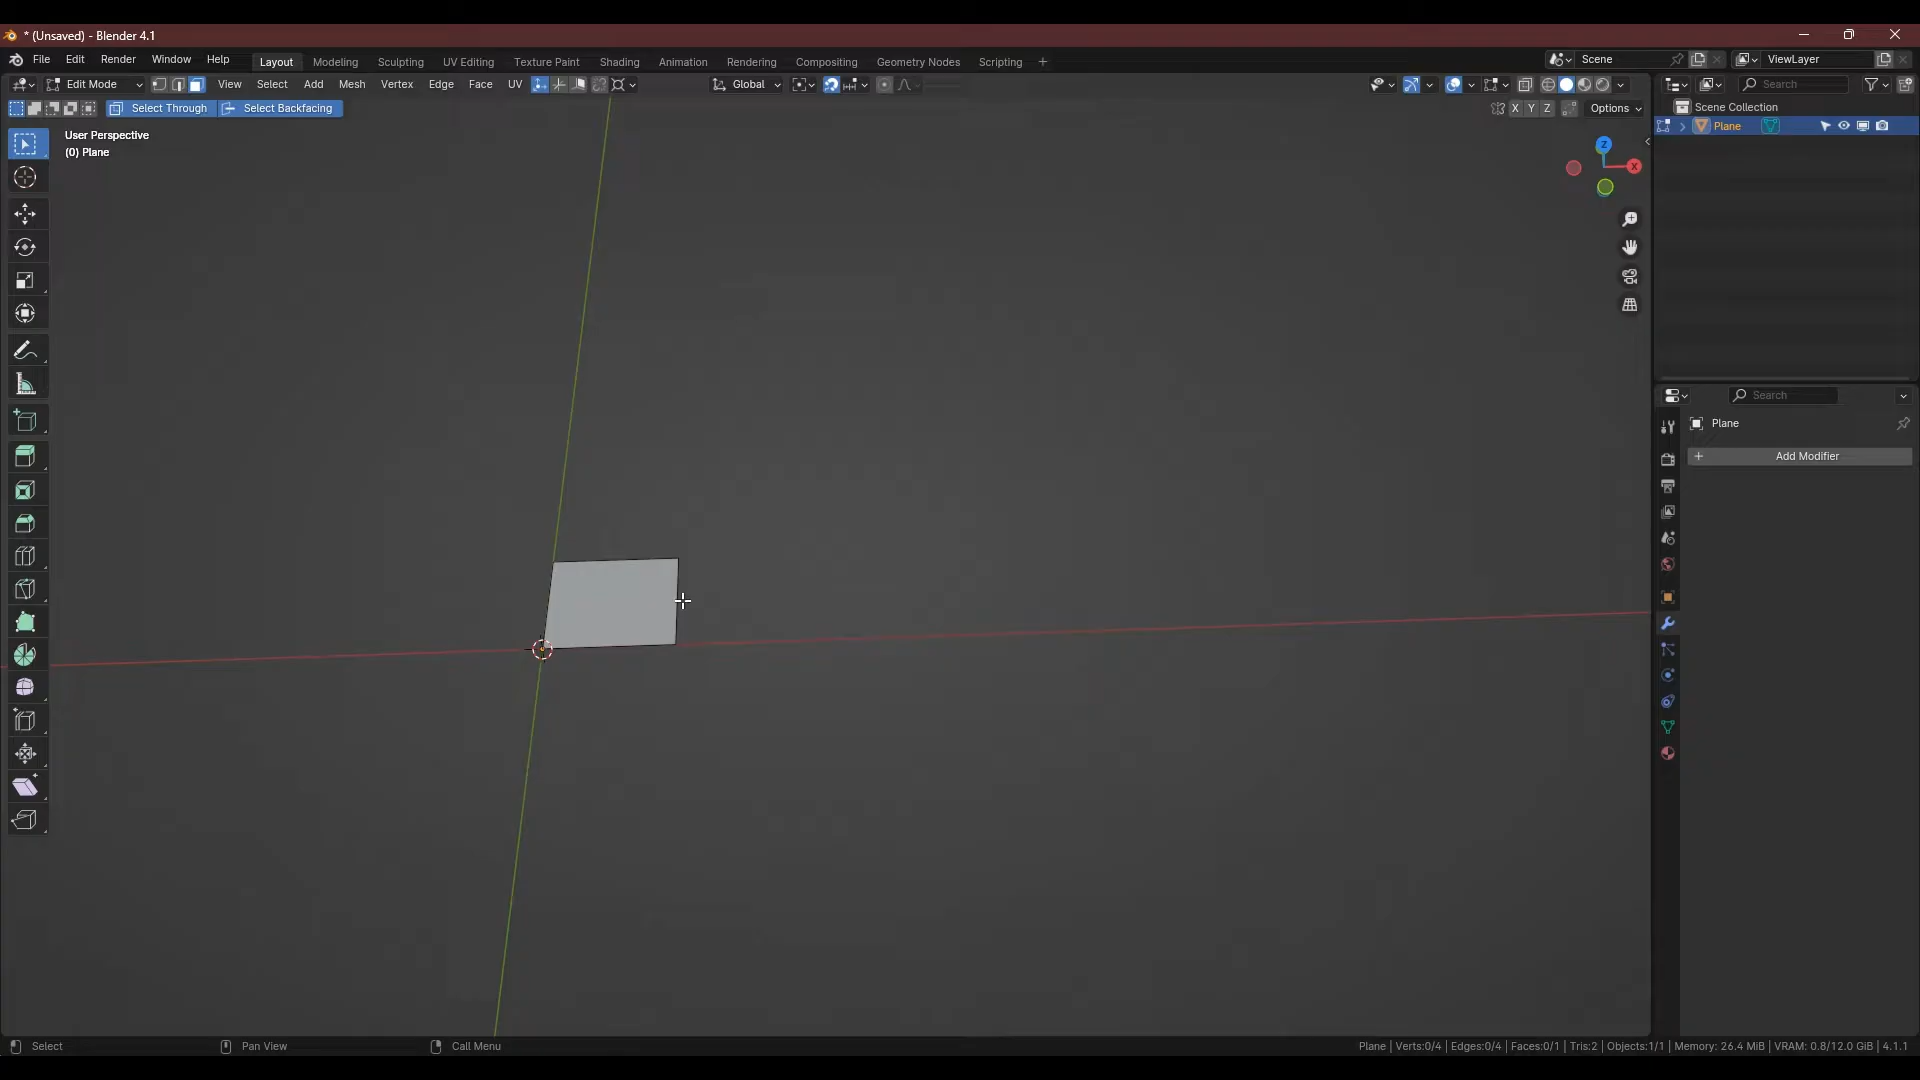 * (Unsaved) - Blender 4.1
File Edit Render Window Help Layout Modeling Sculpting UV Editing Texture Paint Shading Animation Rendering Compositing Geometry Nodes Scripting + Scene ViewLayer
Edit Mode View Select Add Mesh Vertex Edge Face UV Global Search
Select Through Select Backfacing X Y Z Options Scene Collection
Plane
User Perspective
(0) Plane
Z
X
Search
Plane
+ Add Modifier
Select Pan View Call Menu Plane | Verts:0/4 | Edges:0/4 | Faces:0/1 | Tris:2 | Objects:1/1 | Memory: 26.4 MiB | VRAM: 0.8/12.0 GiB | 4.1.1